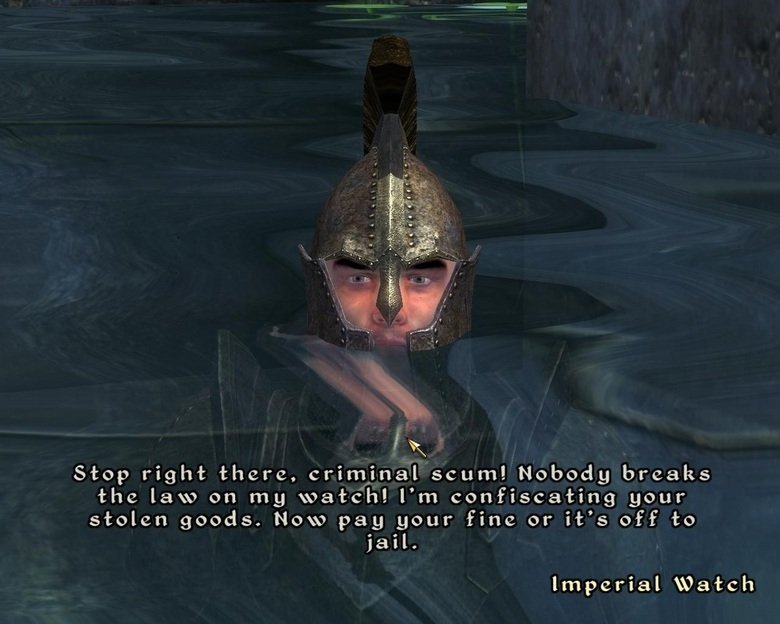 Stop right there, criminal scum! Nobody breaks
the law on my watch! I'm confiscating your
stolen goods. Now pay your fine or it's off to
jail.
Imperial Watch